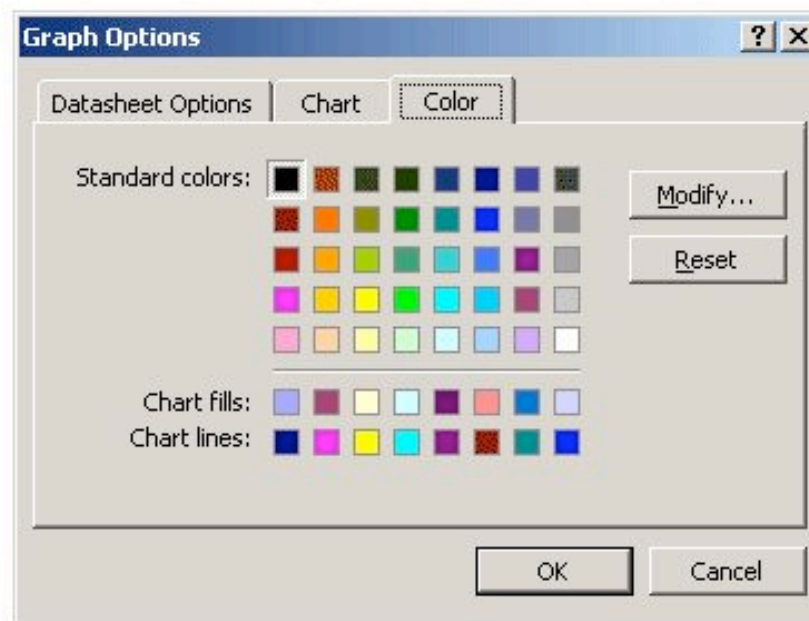 Graph Options
Datasheet Options Chart Color
Standard colors:
Modify...
Reset
Chart fills:
Chart lines:
OK Cancel